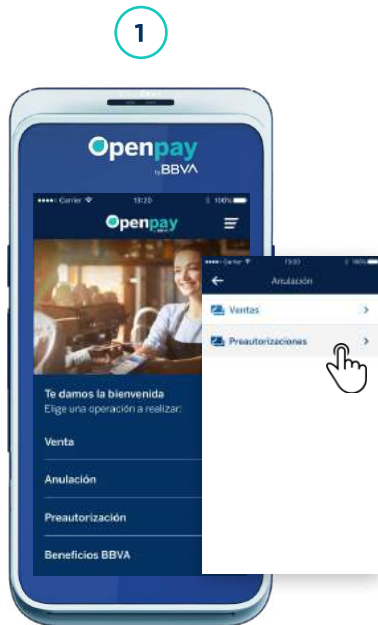 1
Openpay
by BBVA
Carrier 13:20 100%
Openpay
Te damos la bienvenida
Elige una operación a realizar:
Venta
Anulación
Preautorización
Beneficios BBVA
Carrier 13:20 100%
Anulación
Ventas
Preautorizaciones